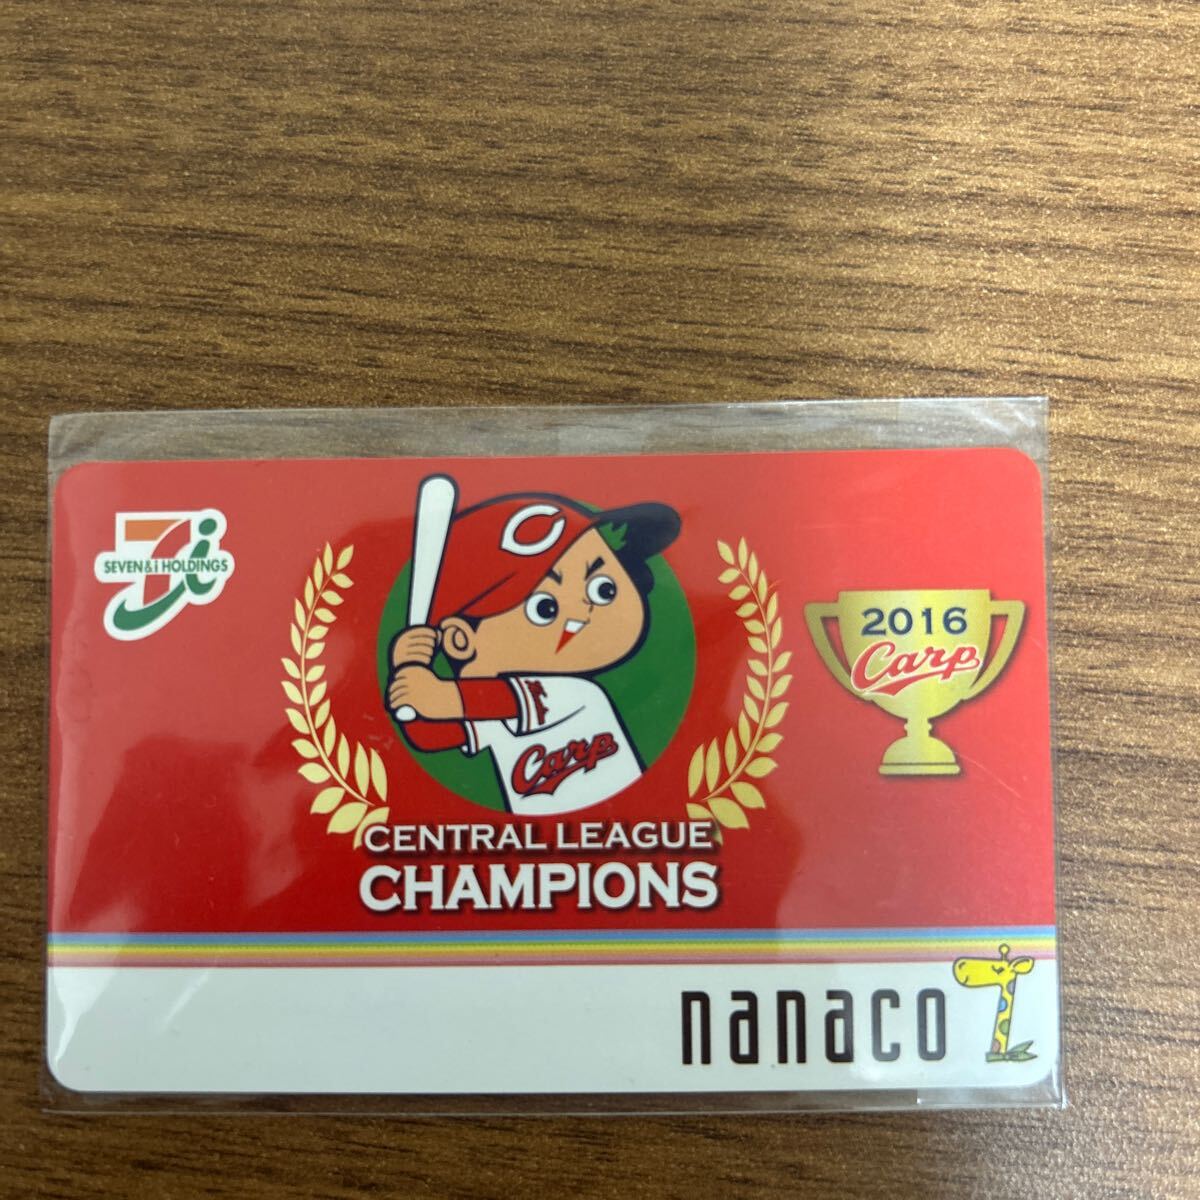 SEVEN & i HOLDINGS
C
Carp
2016
Carp
CENTRAL LEAGUE
CHAMPIONS
nanaco